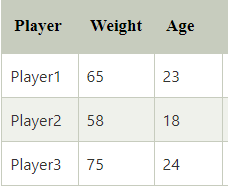 Player Weight Age
Player1 65 23
Player2 58 18
Player3 75 24